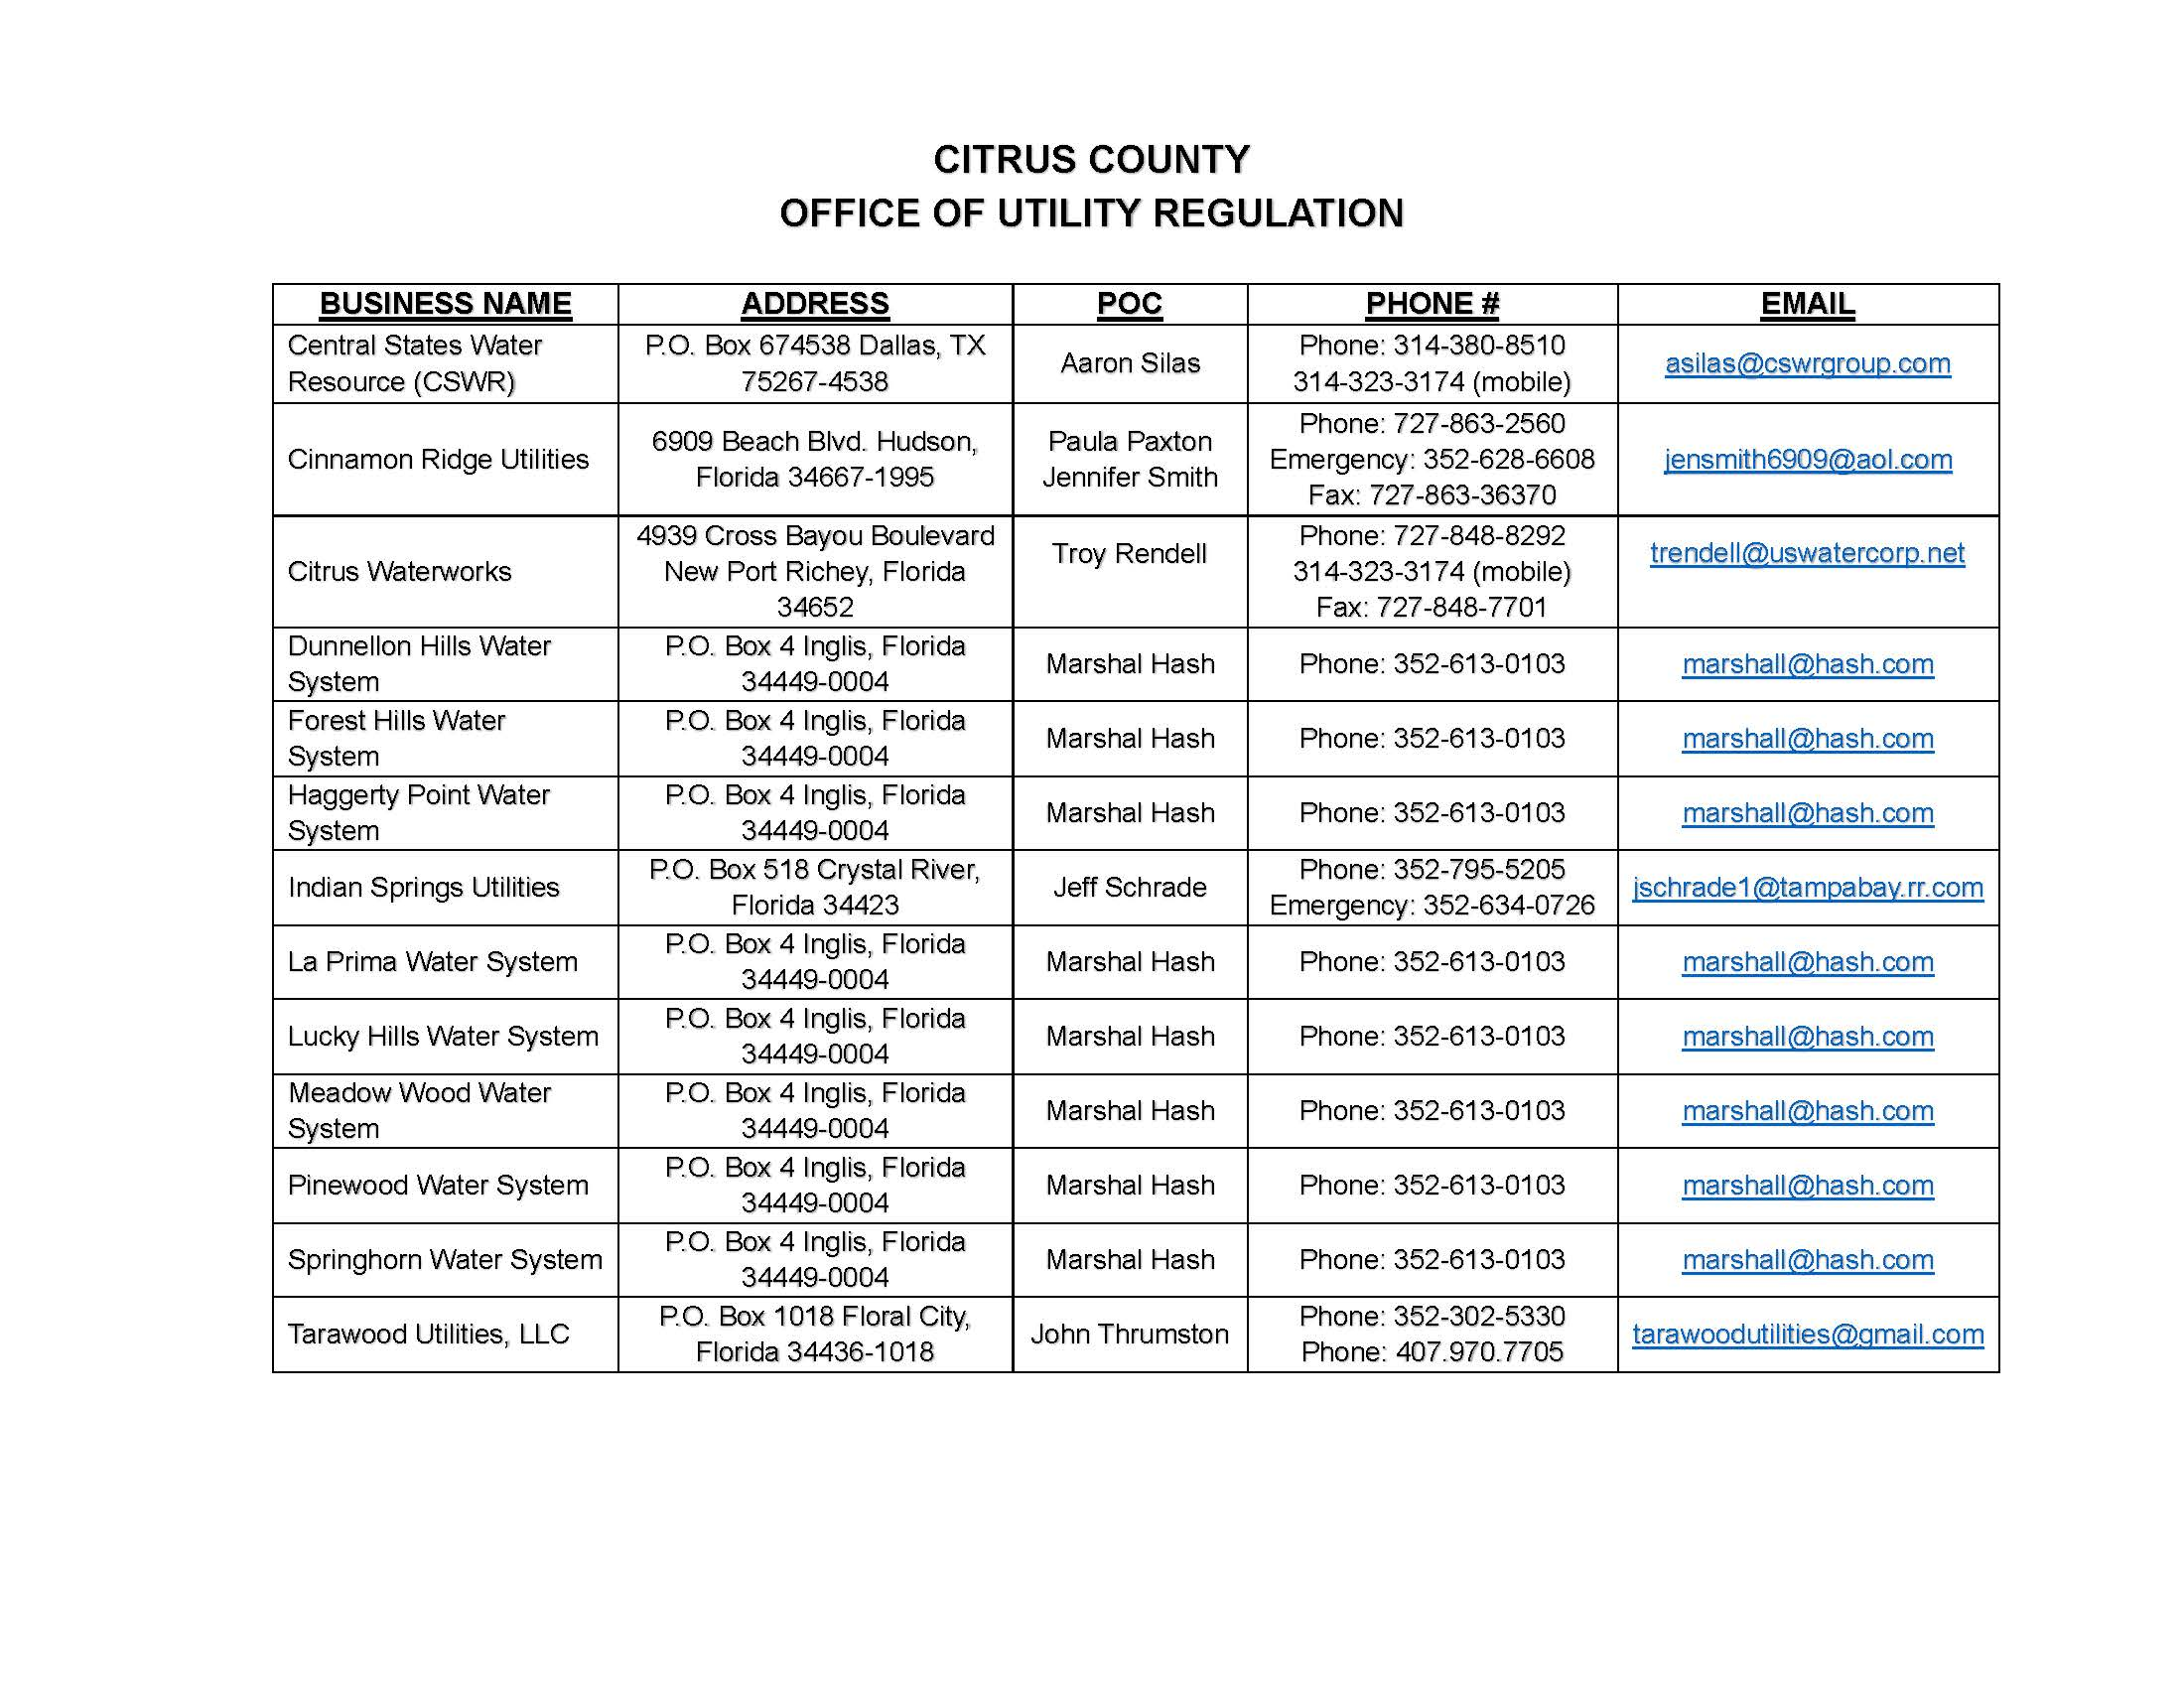 CITRUS COUNTY
OFFICE OF UTILITY REGULATION
BUSINESS NAME ADDRESS POC PHONE # EMAIL
Central States Water
Resource (CSWR)
P.O. Box 674538 Dallas, TX
75267-4538
Aaron Silas
Phone: 314-380-8510
314-323-3174 (mobile)
asilas@cswrgroup.com
Cinnamon Ridge Utilities
6909 Beach Blvd. Hudson,
Florida 34667-1995
Paula Paxton
Jennifer Smith
Phone: 727-863-2560
Emergency: 352-628-6608
Fax: 727-863-36370
jensmith6909@aol.com
Citrus Waterworks
4939 Cross Bayou Boulevard
New Port Richey, Florida
34652
Troy Rendell
Phone: 727-848-8292
314-323-3174 (mobile)
Fax: 727-848-7701
trendell@uswatercorp.net
Dunnellon Hills Water
System
P.O. Box 4 Inglis, Florida
34449-0004
Marshal Hash
Phone: 352-613-0103
marshall@hash.com
Forest Hills Water
System
P.O. Box 4 Inglis, Florida
34449-0004
Marshal Hash
Phone: 352-613-0103
marshall@hash.com
Haggerty Point Water
System
P.O. Box 4 Inglis, Florida
34449-0004
Marshal Hash
Phone: 352-613-0103
marshall@hash.com
Indian Springs Utilities
P.O. Box 518 Crystal River,
Florida 34423
Jeff Schrade
Phone: 352-795-5205
Emergency: 352-634-0726
jschrade1@tampabay.rr.com
La Prima Water System
P.O. Box 4 Inglis, Florida
34449-0004
Marshal Hash
Phone: 352-613-0103
marshall@hash.com
Lucky Hills Water System
P.O. Box 4 Inglis, Florida
34449-0004
Marshal Hash
Phone: 352-613-0103
marshall@hash.com
Meadow Wood Water
System
P.O. Box 4 Inglis, Florida
34449-0004
Marshal Hash
Phone: 352-613-0103
marshall@hash.com
Pinewood Water System
P.O. Box 4 Inglis, Florida
34449-0004
Marshal Hash
Phone: 352-613-0103
marshall@hash.com
Springhorn Water System
P.O. Box 4 Inglis, Florida
34449-0004
Marshal Hash
Phone: 352-613-0103
marshall@hash.com
Tarawood Utilities, LLC
P.O. Box 1018 Floral City,
Florida 34436-1018
John Thrumston
Phone: 352-302-5330
Phone: 407.970.7705
tarawoodutilities@gmail.com